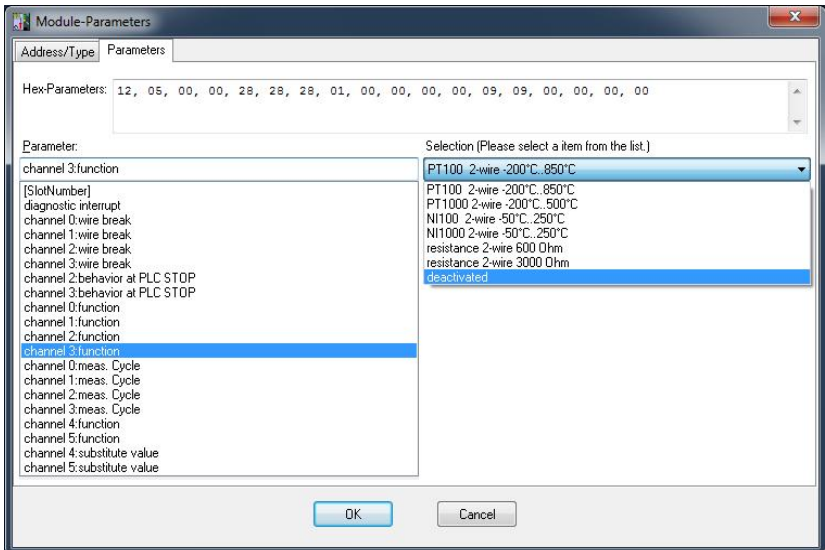 Module-Parameters
Address/Type Parameters
Hex-Parameters: 12, 05, 00, 00, 28, 28, 28, 01, 00, 00, 00, 00, 09, 09, 00, 00, 00, 00
Parameter:
Selection (Please select a item from the list.)
channel 3:function
PT100 2-wire -200°C..850°C
[SlotNumber]
diagnostic interrupt
channel 0:wire break
channel 1:wire break
channel 2:wire break
channel 3:wire break
channel 2:behavior at PLC STOP
channel 3:behavior at PLC STOP
channel 0:function
channel 1:function
channel 2:function
channel 3:function
channel 0:meas. Cycle
channel 1:meas. Cycle
channel 2:meas. Cycle
channel 3:meas. Cycle
channel 4:function
channel 5:function
channel 4:substitute value
channel 5:substitute value
PT100 2-wire -200°C..850°C
PT1000 2-wire -200°C..500°C
NI100 2-wire -50°C..250°C
NI1000 2-wire -50°C..250°C
resistance 2-wire 600 Ohm
resistance 2-wire 3000 Ohm
deactivated
OK Cancel